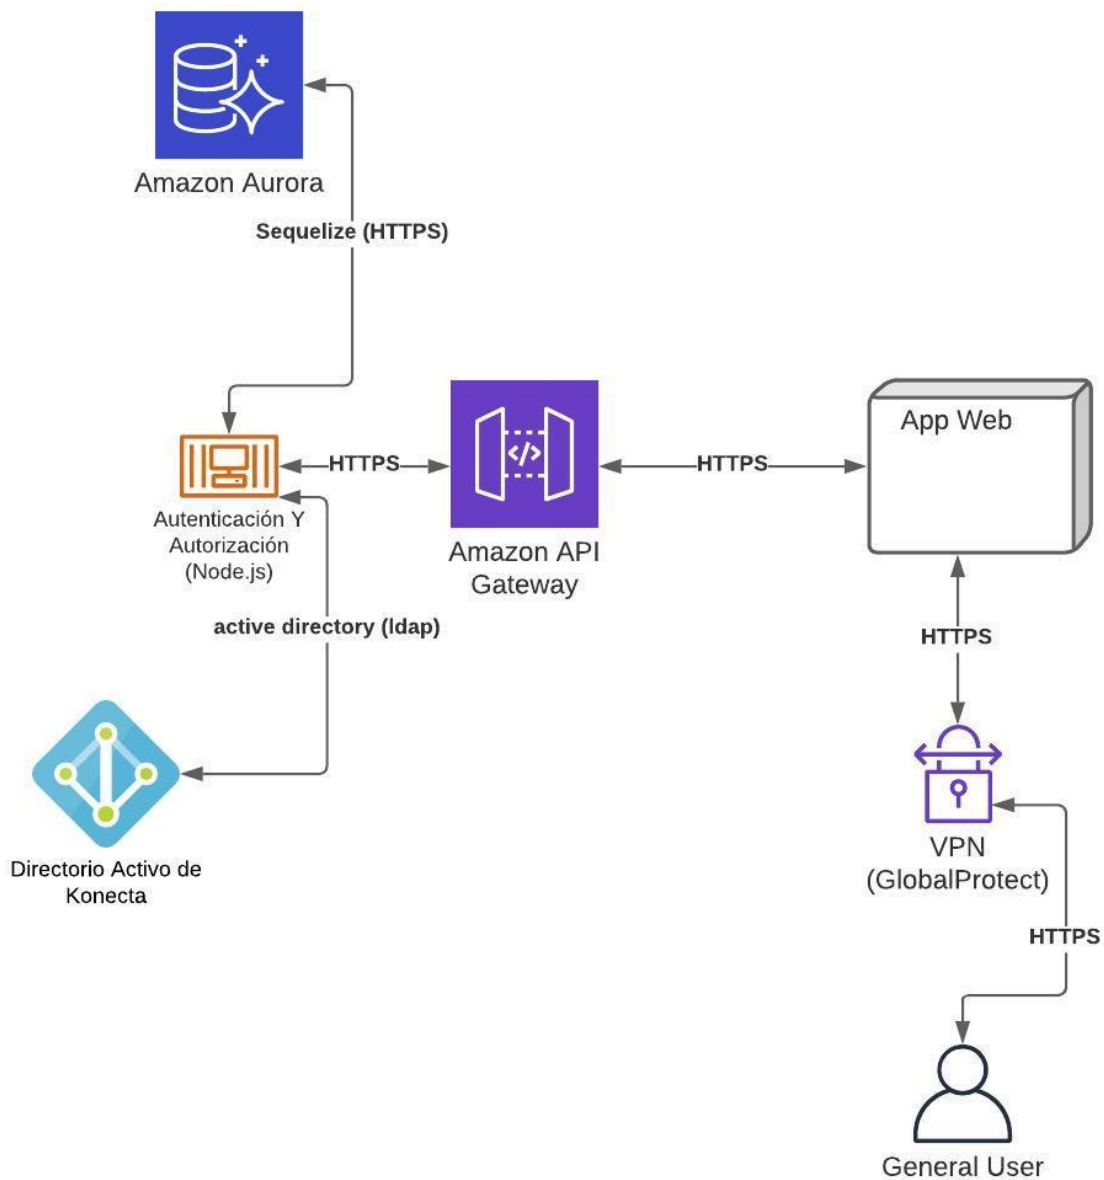 Amazon Aurora
Sequelize (HTTPS)
App Web
HTTPS
HTTPS
Autenticación Y
Autorización
(Node.js)
Amazon API
Gateway
active directory (ldap)
HTTPS
Directorio Activo de
Konecta
VPN
(GlobalProtect)
HTTPS
General User